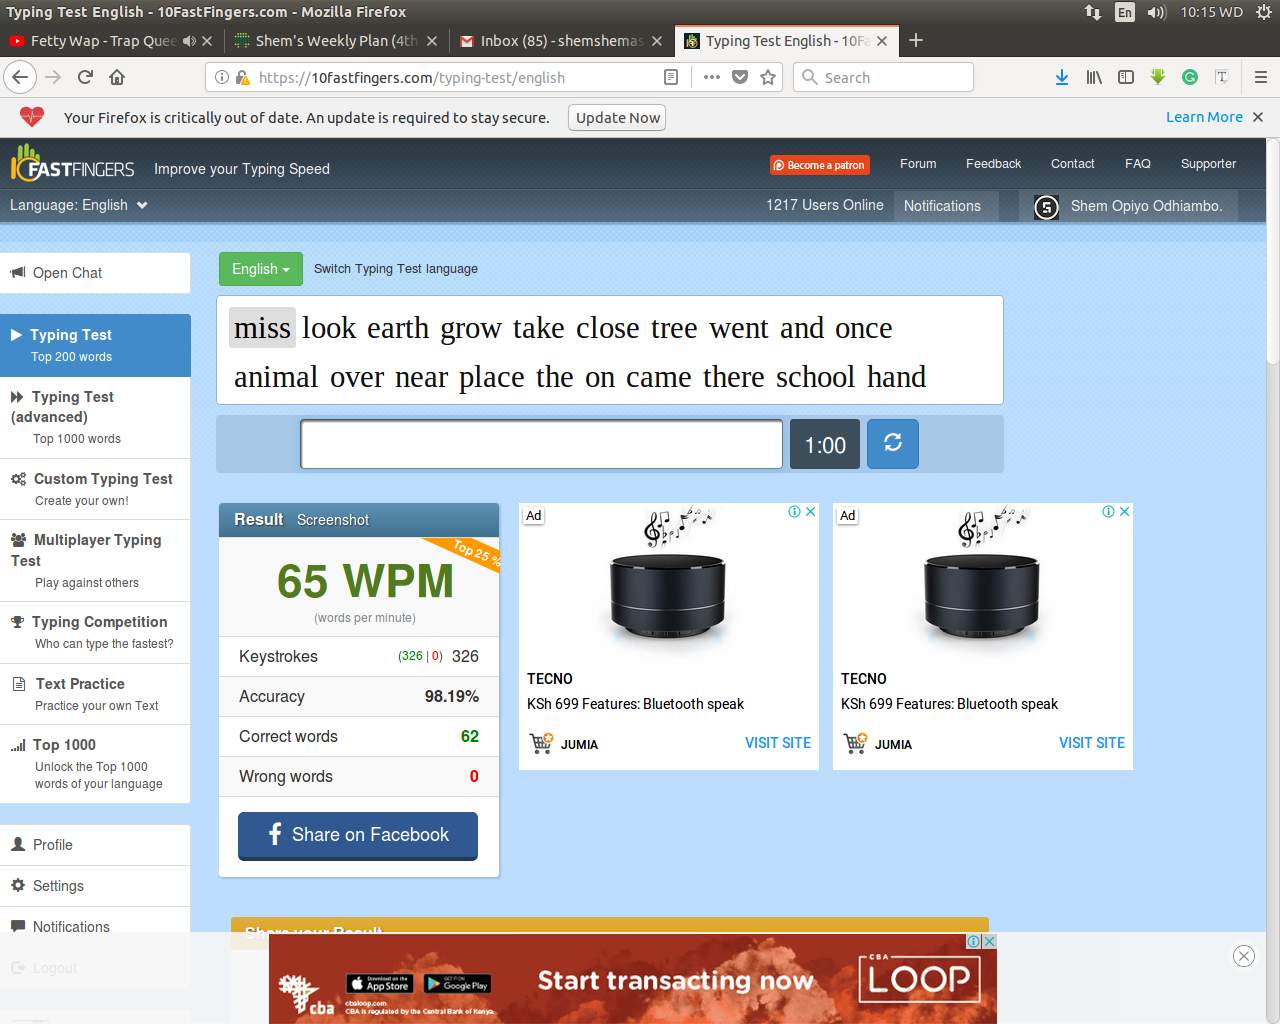 Typing Test English - 10FastFingers.com - Mozilla Firefox
En
10:15 WD
Fetty Wap - Trap Quee
Shem's Weekly Plan (4th
Inbox (85) - shemshemas
Typing Test English - 10Fa
https://10fastfingers.com/typing-test/english
Search
Your Firefox is critically out of date. An update is required to stay secure.
Update Now
Learn More
10FASTFINGERS
Improve your Typing Speed
Become a patron
Forum
Feedback
Contact
FAQ
Supporter
Language: English
1217 Users Online
Notifications
Shem Opiyo Odhiambo.
Open Chat
English
Switch Typing Test language
Typing Test
Top 200 words
miss look earth grow take close tree went and once
animal over near place the on came there school hand
1:00
Typing Test
(advanced)
Top 1000 words
Custom Typing Test
Create your own!
Multiplayer Typing
Test
Play against others
Typing Competition
Who can type the fastest?
Text Practice
Practice your own Text
Top 1000
Unlock the Top 1000
words of your language
Profile
Settings
Notifications
Logout
Result Screenshot
Top 25 %
65 WPM
(words per minute)
Keystrokes (326 | 0) 326
Accuracy 98.19%
Correct words 62
Wrong words 0
Share on Facebook
Ad
TECNO
KSh 699 Features: Bluetooth speak
JUMIA
VISIT SITE
Ad
TECNO
KSh 699 Features: Bluetooth speak
JUMIA
VISIT SITE
Share your Result
cba
Download on the
App Store
GET IT ON
Google Play
cbaloop.com
CBA is regulated by the Central Bank of Kenya.
Start transacting now
CBA
LOOP